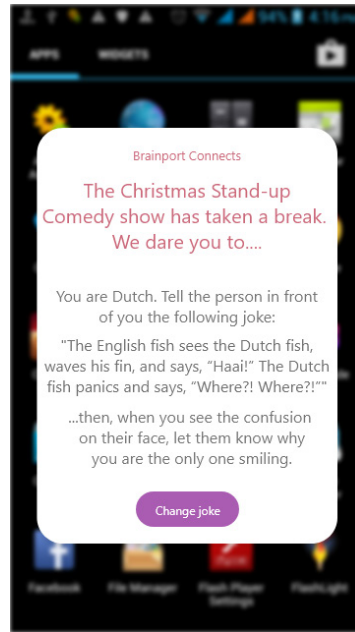 94% 4:16
APPS WIDGETS
Brainport Connects
The Christmas Stand-up
Comedy show has taken a break.
We dare you to....
You are Dutch. Tell the person in front
of you the following joke:
"The English fish sees the Dutch fish,
waves his fin, and says, “Haai!” The Dutch
fish panics and says, “Where?! Where?!”"
...then, when you see the confusion
on their face, let them know why
you are the only one smiling.
Change joke
Facebook File Manager Flash Player FlashLight
Settings